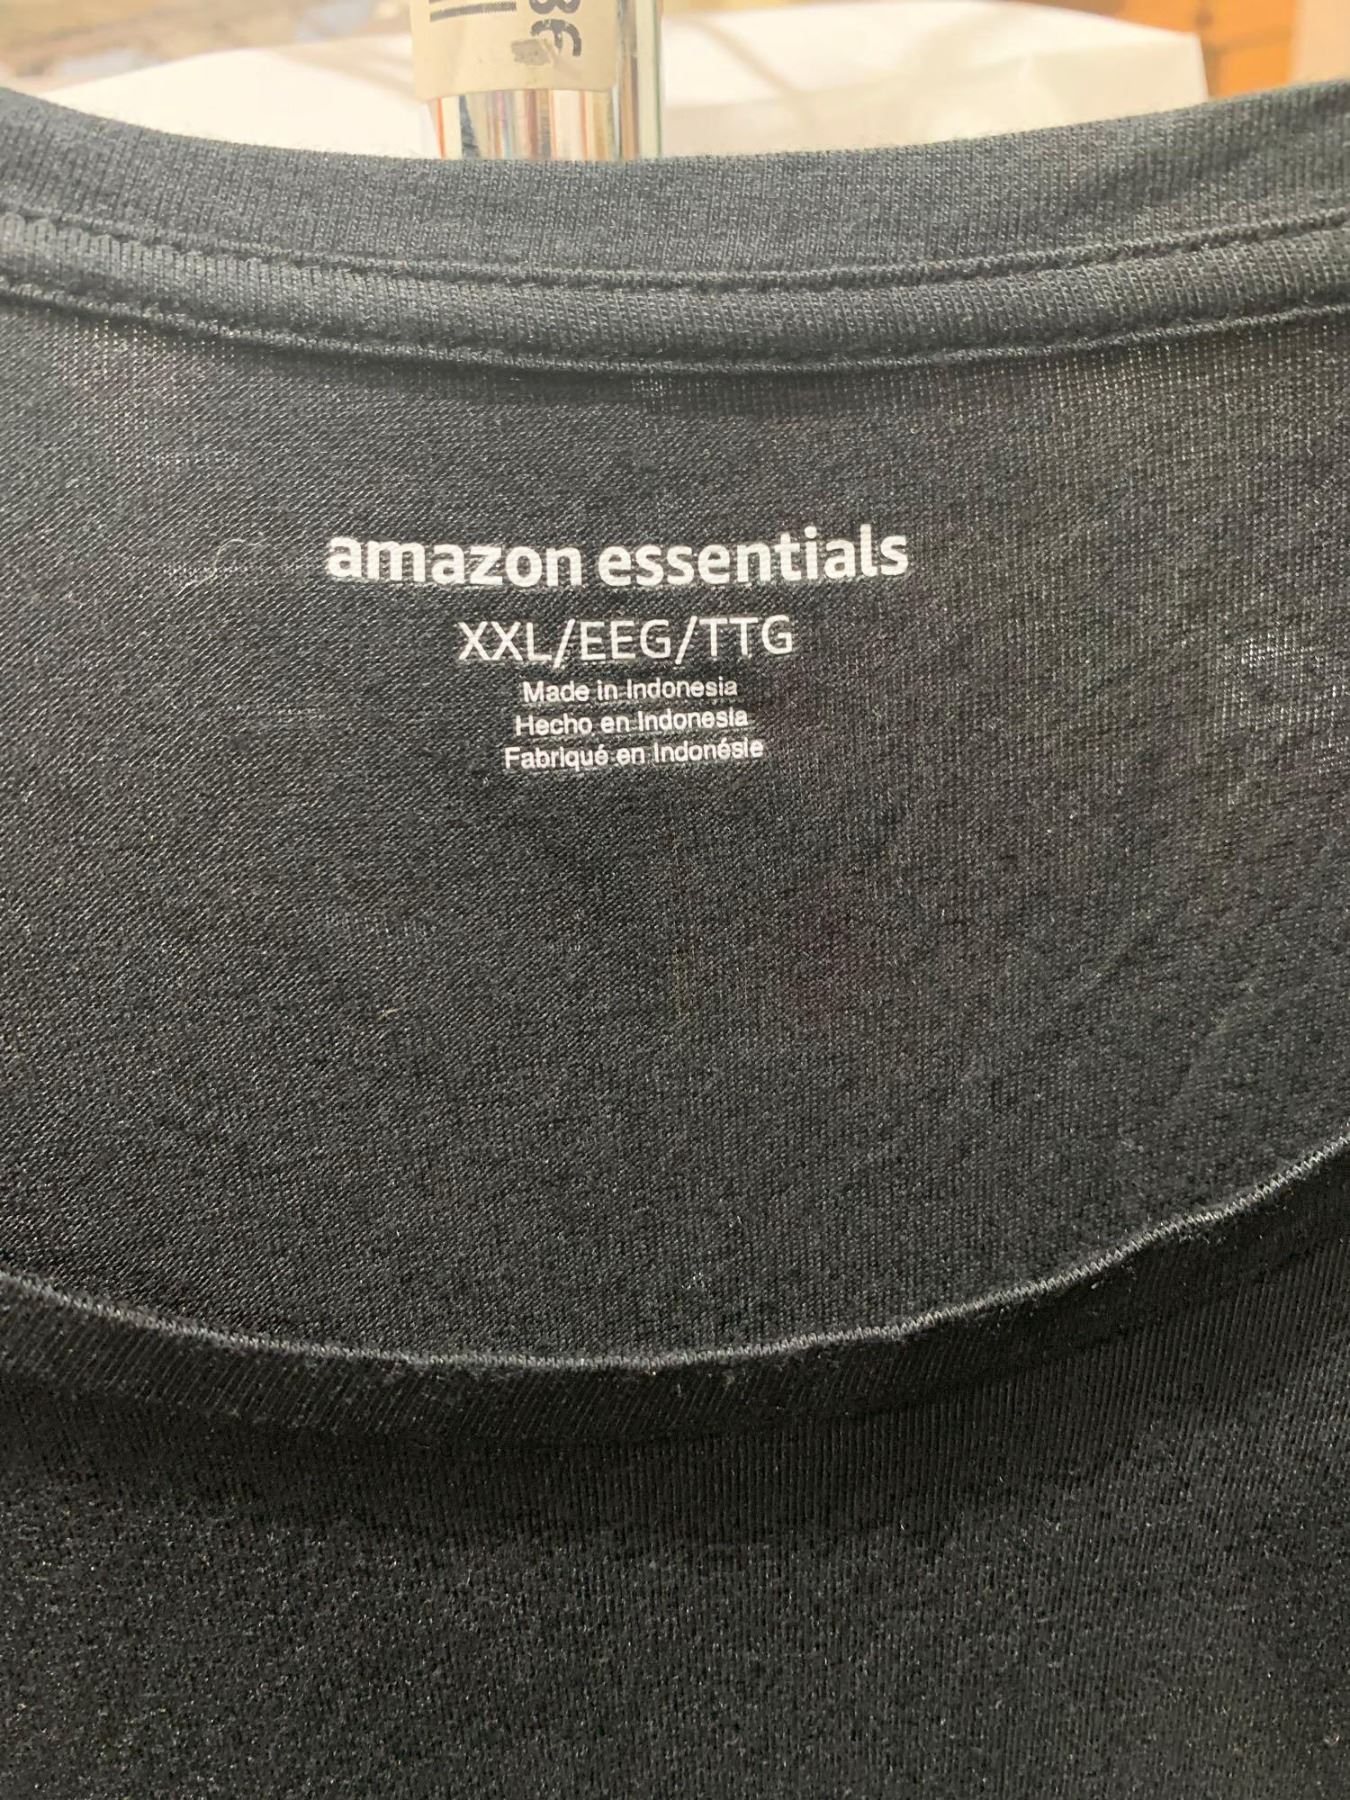 amazon essentials
XXL/EEG/TTG
Made in Indonesia
Hecho en Indonesia
Fabriqué en Indonésie